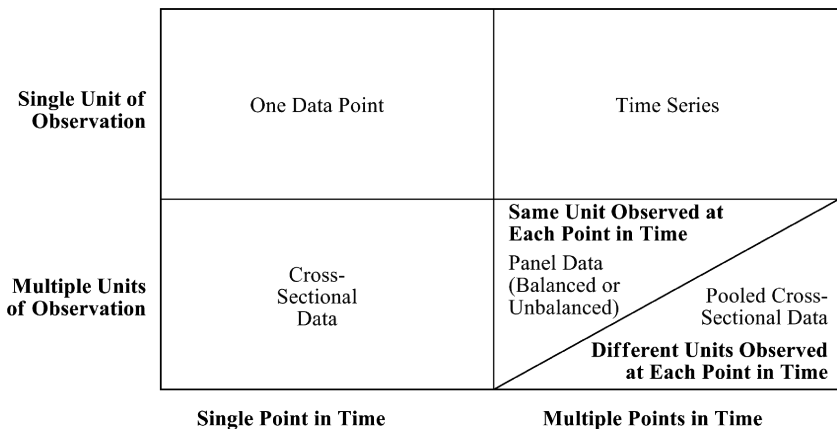 Single Unit of
Observation
One Data Point
Time Series
Multiple Units
of Observation
Cross-
Sectional
Data
Same Unit Observed at
Each Point in Time
Panel Data
(Balanced or
Unbalanced)
Pooled Cross-
Sectional Data
Different Units Observed
at Each Point in Time
Single Point in Time
Multiple Points in Time